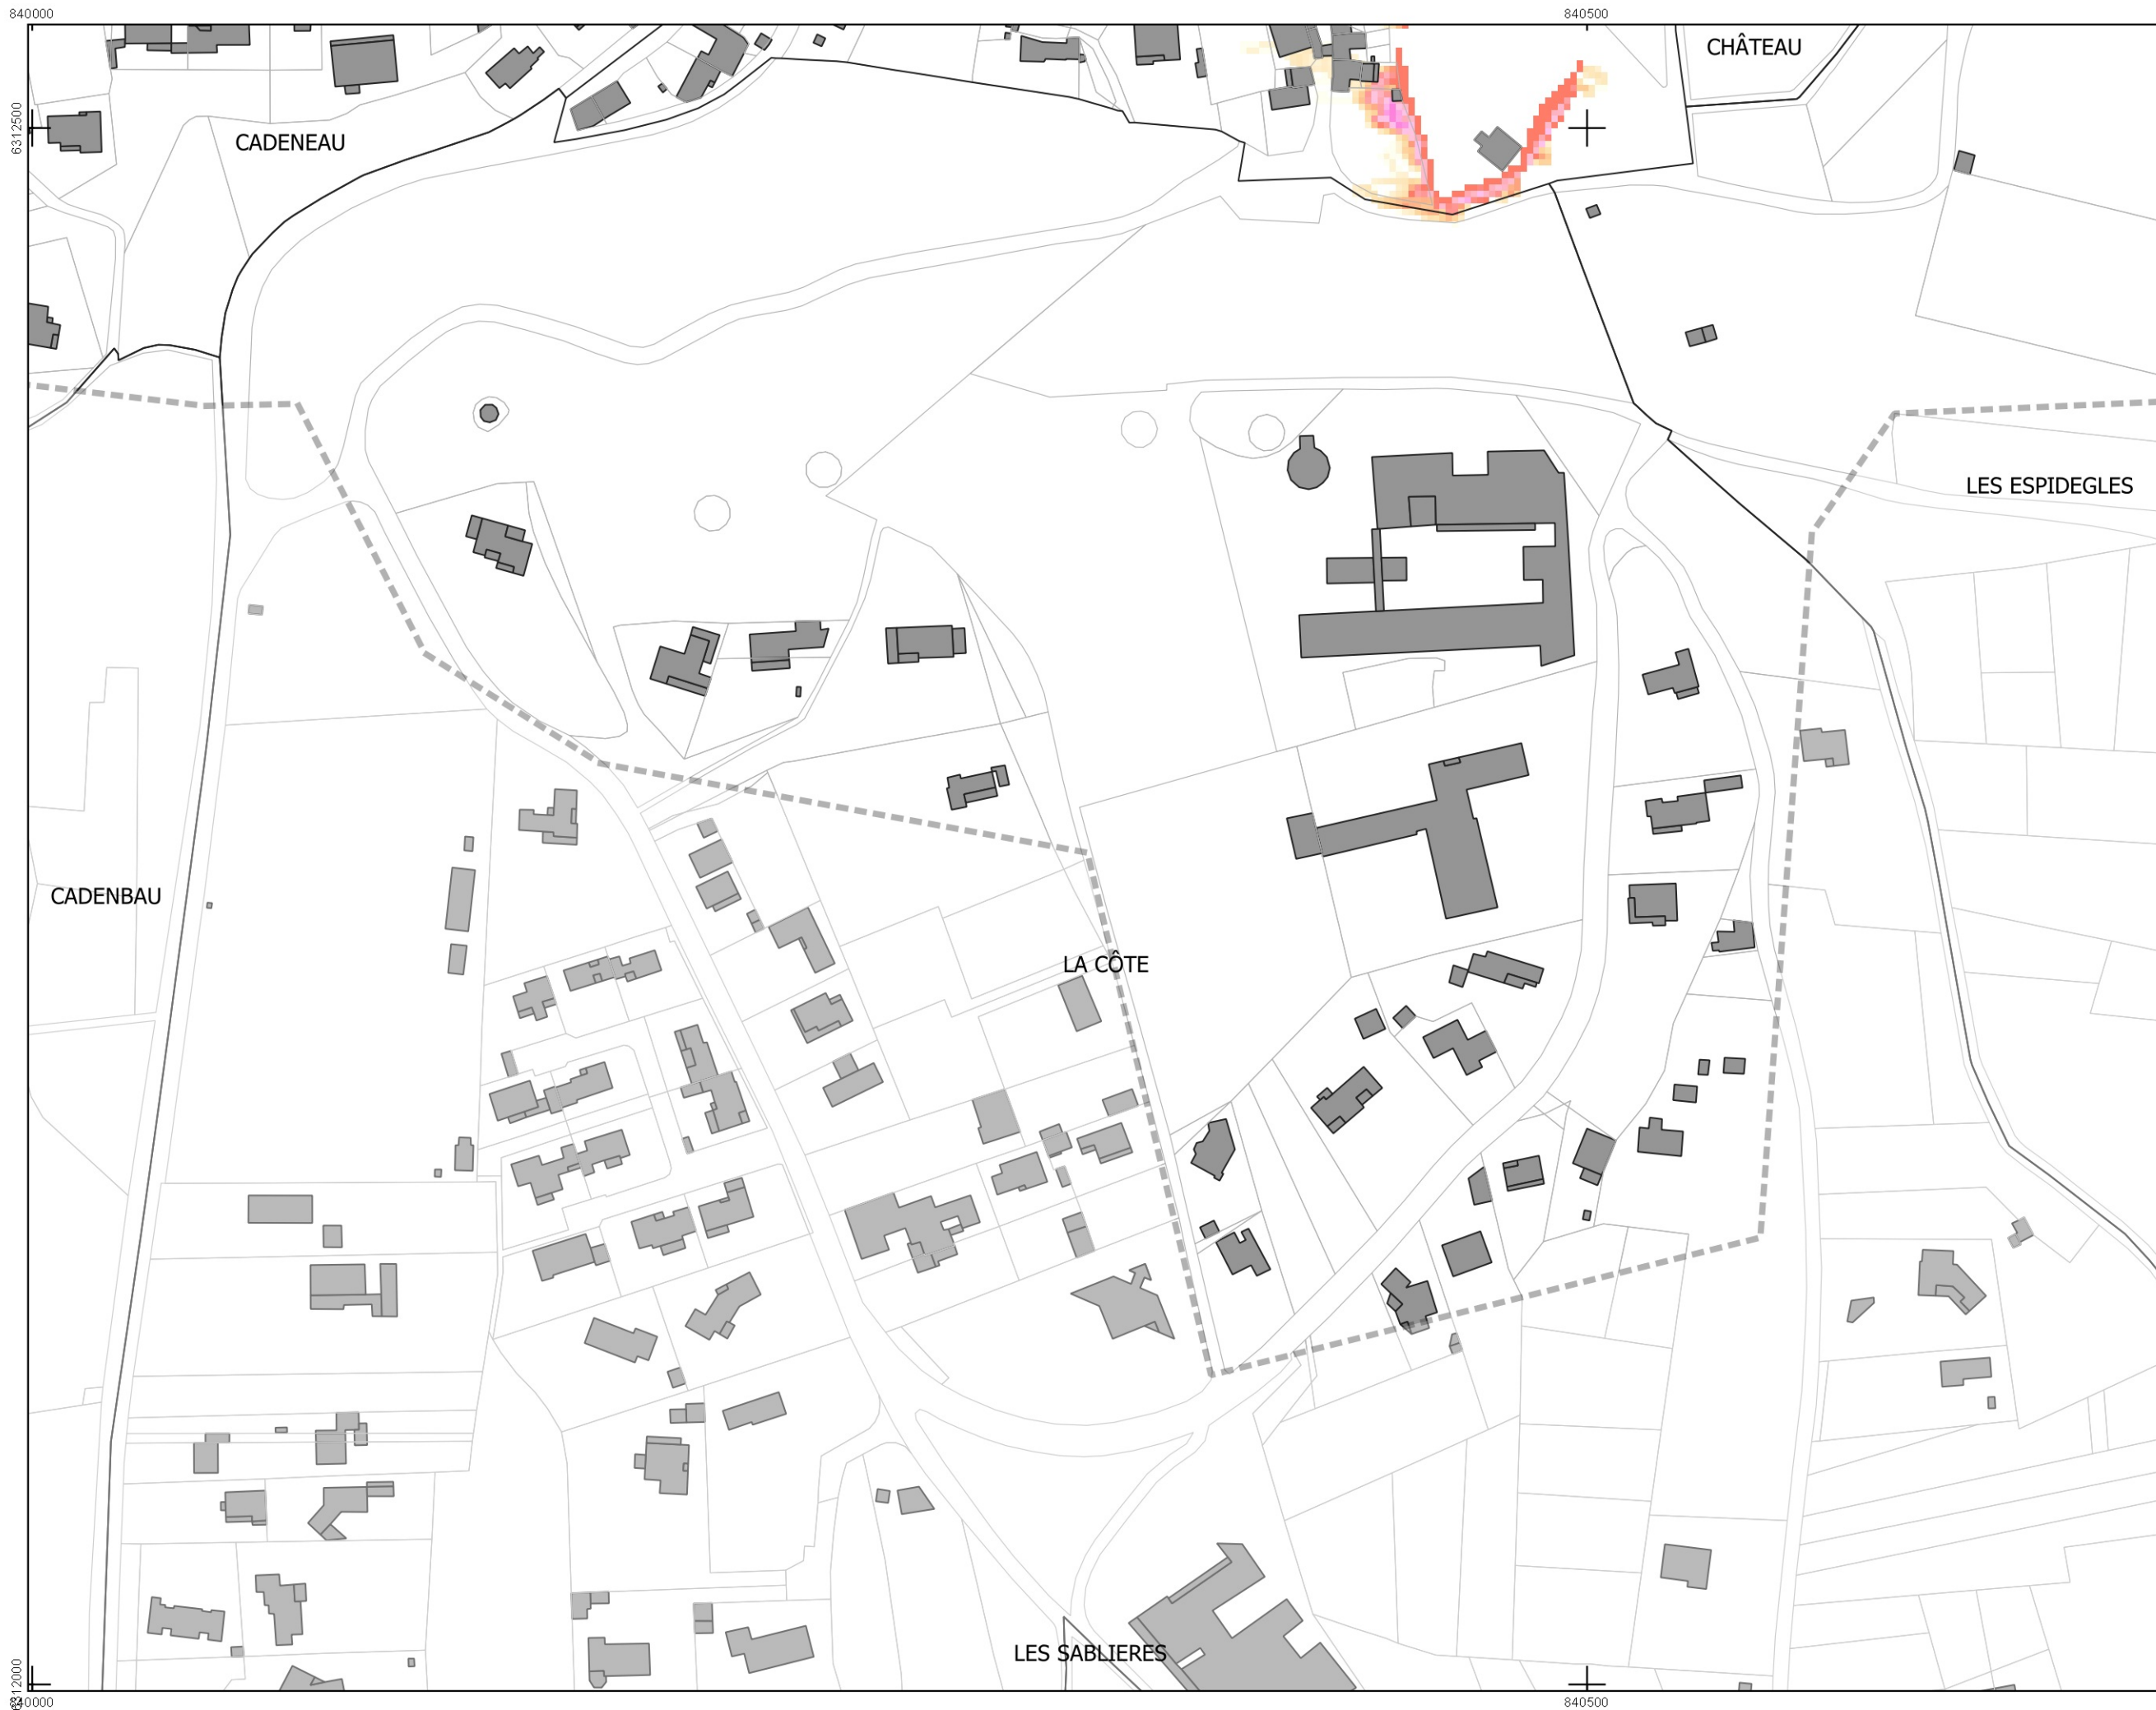 840000
840500
CHÂTEAU
6312500
CADENEAU
LES ESPIDEGLES
CADENBAU
LA CÔTE
LES SABLIERES
840000
840500